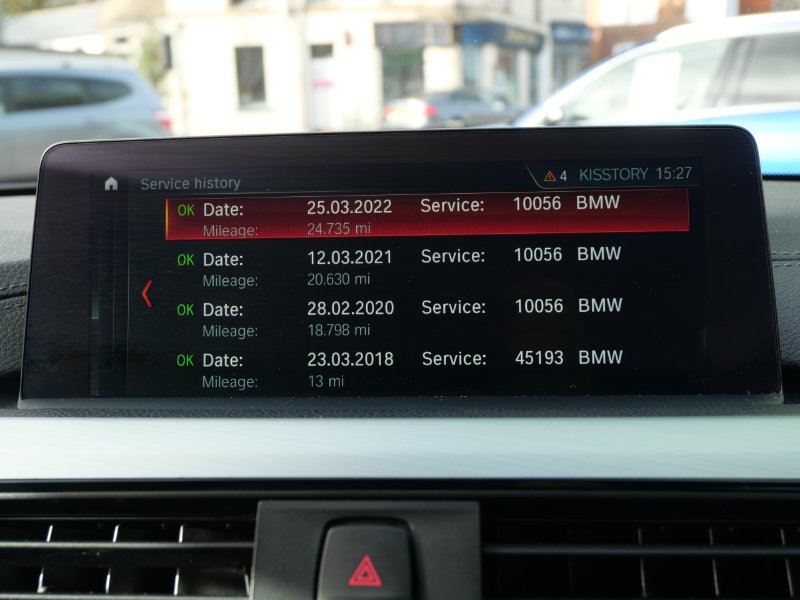 Service history
4 KISSTORY 15:27
OK Date: 25.03.2022 Service: 10056 BMW
Mileage: 24.735 mi
OK Date: 12.03.2021 Service: 10056 BMW
Mileage: 20.630 mi
OK Date: 28.02.2020 Service: 10056 BMW
Mileage: 18.798 mi
OK Date: 23.03.2018 Service: 45193 BMW
Mileage: 13 mi